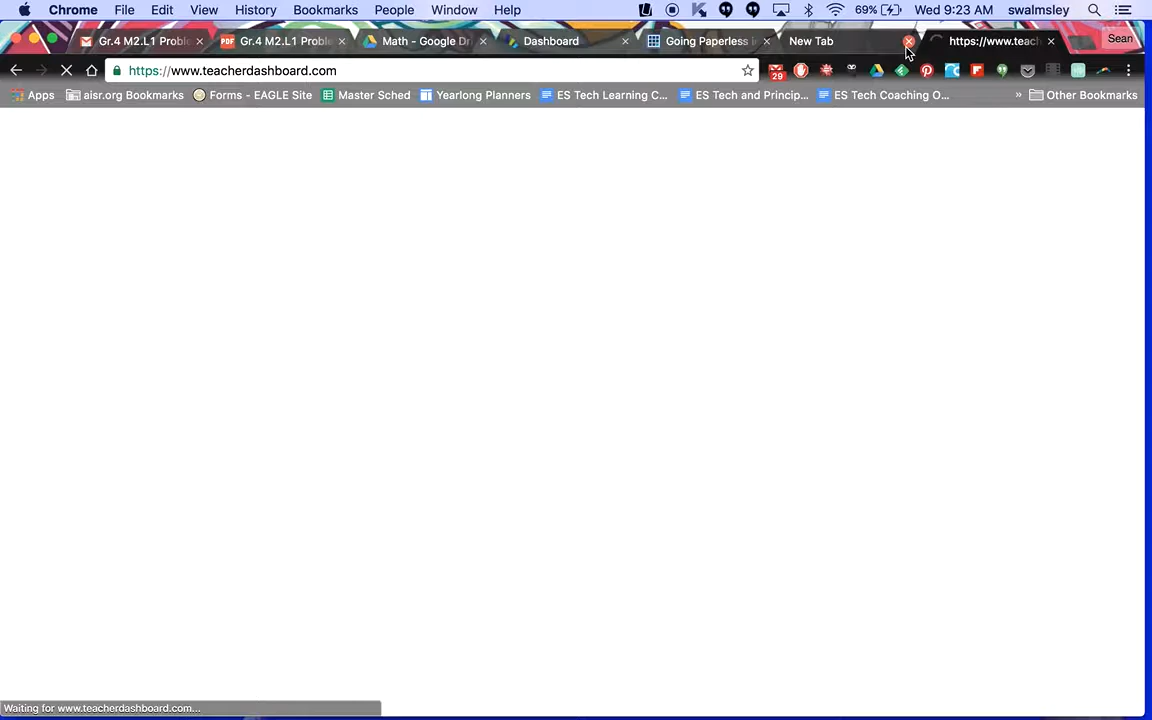 Chrome File Edit View History Bookmarks People Window Help 69% Wed 9:23 AM swalmsley
Gr.4 M2.L1 Proble Gr.4 M2.L1 Proble Math - Google Dri Dashboard Going Paperless i New Tab https://www.teach Sean
https://www.teacherdashboard.com 29
Apps aisr.org Bookmarks Forms - EAGLE Site Master Sched Yearlong Planners ES Tech Learning C... ES Tech and Princip... ES Tech Coaching O... » Other Bookmarks
Waiting for www.teacherdashboard.com...